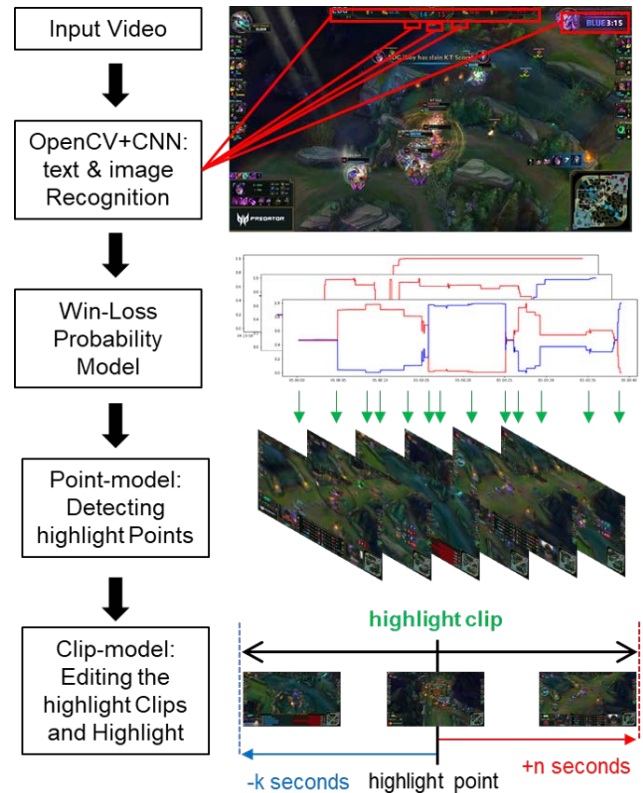 Input Video
BLUE 3:15
OpenCV+CNN:
text & image
Recognition
PREDATOR
Win-Loss
Probability
Model
Point-model:
Detecting
highlight Points
highlight clip
Clip-model:
Editing the
highlight Clips
and Highlight
+n seconds
-k seconds
highlight point